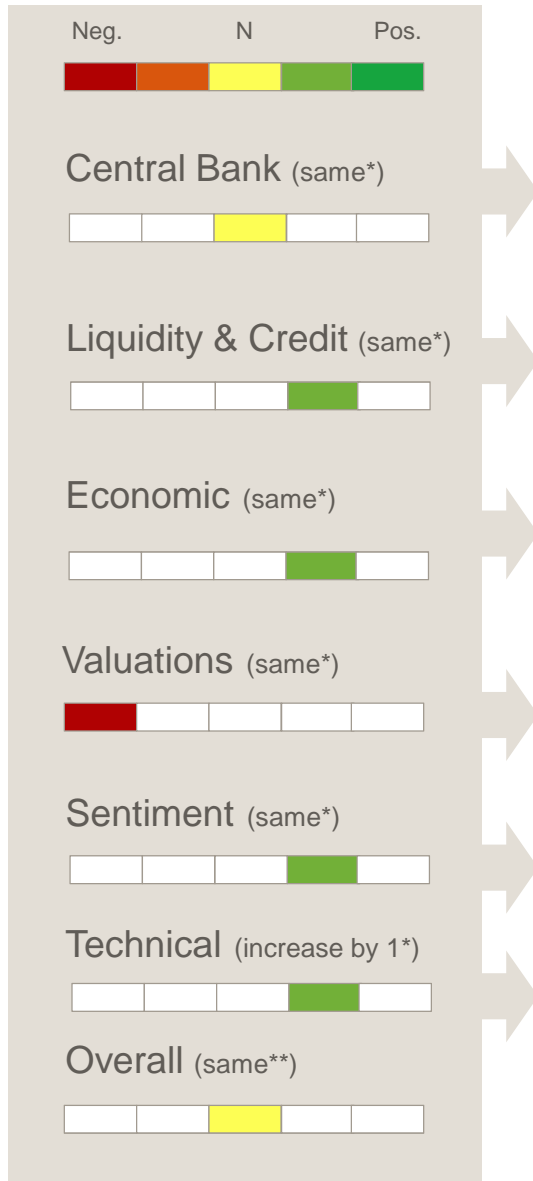 Neg. N Pos.
Central Bank (same*)
Liquidity & Credit (same*)
Economic (same*)
Valuations (same*)
Sentiment (same*)
Technical (increase by 1*)
Overall (same**)